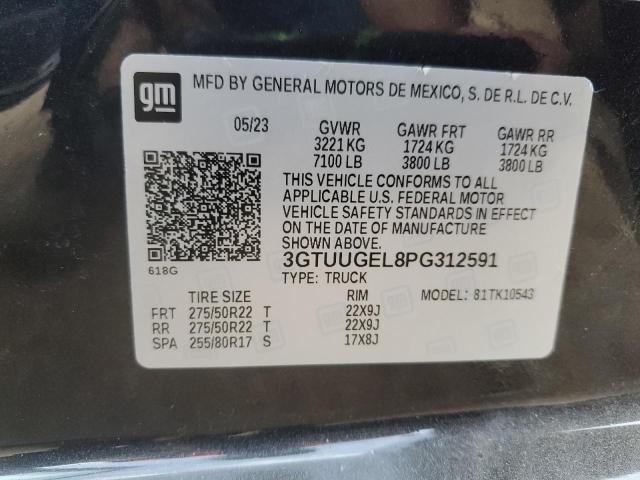 gm
MFD BY GENERAL MOTORS DE MEXICO, S. DE R.L. DE C.V.
05/23 GVWR GAWR FRT GAWR RR
3221 KG 1724 KG 1724 KG
7100 LB 3800 LB 3800 LB
THIS VEHICLE CONFORMS TO ALL
APPLICABLE U.S. FEDERAL MOTOR
VEHICLE SAFETY STANDARDS IN EFFECT
ON THE DATE OF MANUFACTURE
SHOWN ABOVE.
618G
3GTUUGEL8PG312591
TYPE: TRUCK
TIRE SIZE RIM MODEL: 81TK10543
FRT 275/50R22 T 22X9J
RR 275/50R22 T 22X9J
SPA 255/80R17 S 17X8J